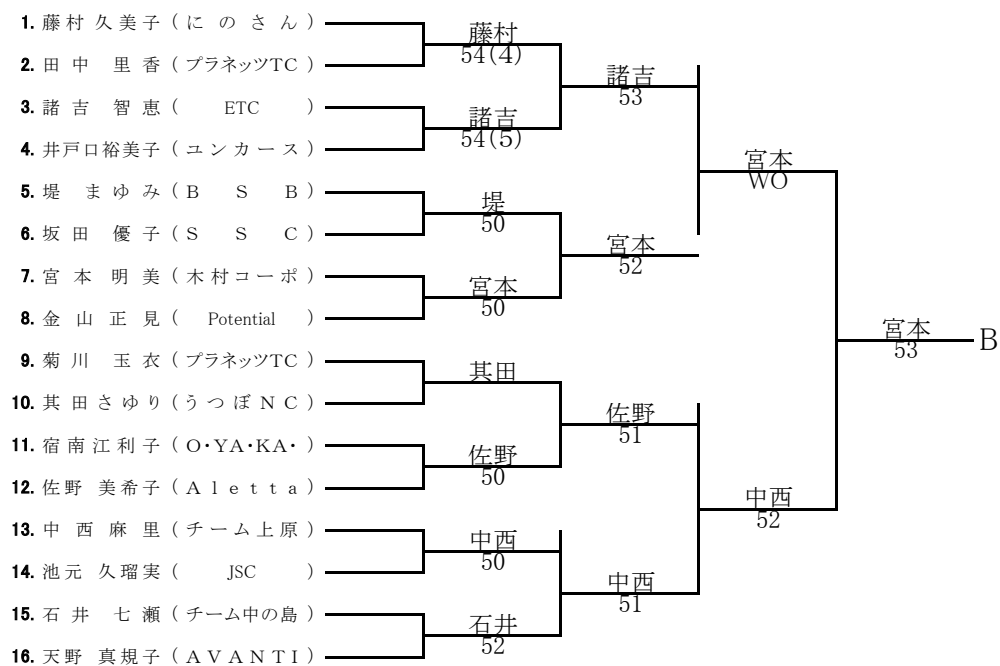 1. 藤村 久美子 ( に の さ ん )
2. 田 中 里 香 ( プラネッツTC )
3. 諸 吉 智 恵 ( ETC )
4. 井戸口裕美子 ( ユンカース )
5. 堤 まゆみ ( B S B )
6. 坂 田 優 子 ( S S C )
7. 宮 本 明 美 ( 木村コーポ )
8. 金 山 正 見 ( Potential )
9. 菊 川 玉 衣 ( プラネッツTC )
10. 其 田 さゆり ( うつぼＮＣ )
11. 宿 南 江 利 子 ( O・YA・KA・ )
12. 佐野 美希子 ( A l e t t a )
13. 中 西 麻 里 ( チーム上原 )
14. 池元 久瑠実 ( JSC )
15. 石 井 七 瀬 ( チーム中の島 )
16. 天野 真規子 ( A V A N T I )
藤村
54(4)
諸吉
54(5)
堤
50
宮本
50
其田
佐野
50
中西
50
石井
52
諸吉
53
宮本
52
佐野
51
中西
51
宮本
WO
中西
52
宮本
53
B